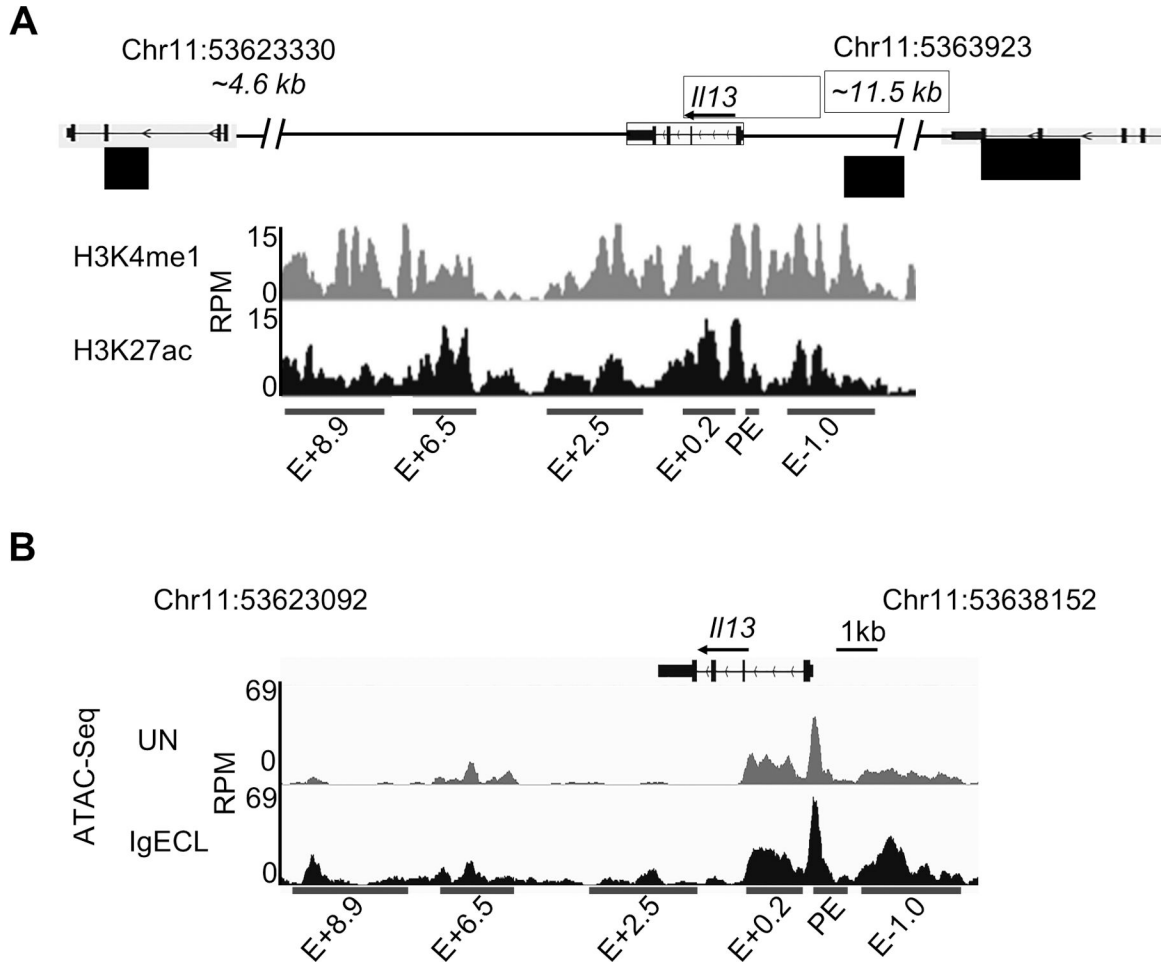 A
Chr11:53623330
Chr11:5363923
~4.6 kb
Il13
~11.5 kb
H3K4me1
RPM
15
0
H3K27ac
15
0
E+8.9
E+6.5
E+2.5
E+0.2
PE
E-1.0
B
Chr11:53623092
Chr11:53638152
Il13
1kb
ATAC-Seq
UN
RPM
69
0
IgECL
69
0
E+8.9
E+6.5
E+2.5
E+0.2
PE
E-1.0